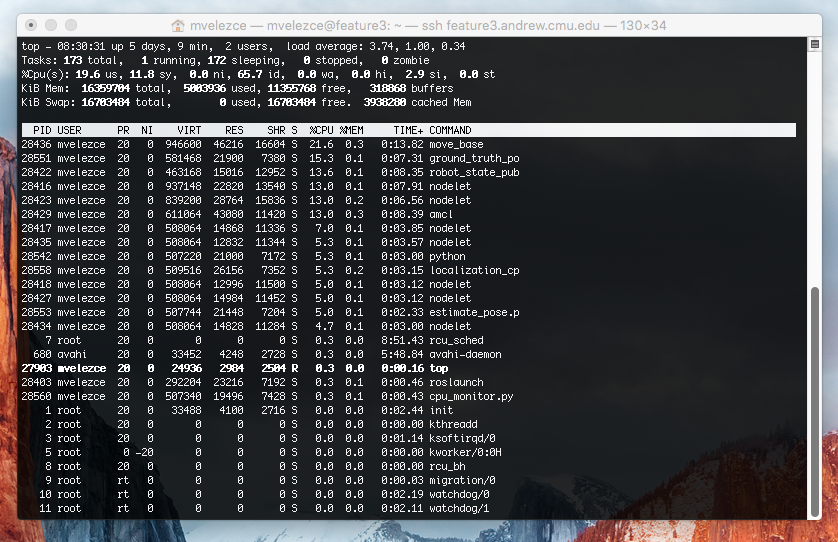 mvelezce — mvelezce@feature3: ~ — ssh feature3.andrew.cmu.edu — 130×34
top - 08:30:31 up 5 days, 9 min,  2 users,  load average: 3.74, 1.00, 0.34
Tasks: 173 total,   1 running, 172 sleeping,   0 stopped,   0 zombie
%Cpu(s): 19.6 us, 11.8 sy,  0.0 ni, 65.7 id,  0.0 wa,  0.0 hi,  2.9 si,  0.0 st
KiB Mem:  16359704 total,  5003936 used, 11355768 free,   318868 buffers
KiB Swap: 16703484 total,        0 used, 16703484 free.  3938280 cached Mem
PID USER PR NI VIRT RES SHR S %CPU %MEM TIME+ COMMAND
28436 mvelezce 20 0 946600 46216 16604 S 21.6 0.3 0:13.82 move_base
28551 mvelezce 20 0 581468 21900 7380 S 15.3 0.1 0:07.31 ground_truth_po
28422 mvelezce 20 0 463168 15016 12952 S 13.6 0.1 0:08.35 robot_state_pub
28416 mvelezce 20 0 937148 22820 13540 S 13.0 0.1 0:07.91 nodelet
28423 mvelezce 20 0 839200 28764 15836 S 13.0 0.2 0:06.56 nodelet
28429 mvelezce 20 0 611064 43080 11420 S 13.0 0.3 0:08.39 amcl
28417 mvelezce 20 0 508064 14868 11336 S 7.0 0.1 0:03.85 nodelet
28435 mvelezce 20 0 508064 12832 11344 S 5.3 0.1 0:03.57 nodelet
28542 mvelezce 20 0 507220 21000 7172 S 5.3 0.1 0:03.00 python
28558 mvelezce 20 0 509516 26156 7352 S 5.3 0.2 0:03.15 localization_cp
28418 mvelezce 20 0 508064 12996 11500 S 5.0 0.1 0:03.12 nodelet
28427 mvelezce 20 0 508064 14984 11452 S 5.0 0.1 0:03.12 nodelet
28553 mvelezce 20 0 507744 21448 7204 S 5.0 0.1 0:02.33 estimate_pose.p
28434 mvelezce 20 0 508064 14828 11284 S 4.7 0.1 0:03.00 nodelet
7 root 20 0 0 0 0 S 0.3 0.0 8:51.43 rcu_sched
680 avahi 20 0 33452 4248 2728 S 0.3 0.0 5:48.84 avahi-daemon
27903 mvelezce 20 0 24936 2984 2504 R 0.3 0.0 0:00.16 top
28403 mvelezce 20 0 292204 23216 7192 S 0.3 0.1 0:00.46 roslaunch
28560 mvelezce 20 0 507340 19496 7428 S 0.3 0.1 0:00.43 cpu_monitor.py
1 root 20 0 33488 4100 2716 S 0.0 0.0 0:02.44 init
2 root 20 0 0 0 0 S 0.0 0.0 0:00.00 kthreadd
3 root 20 0 0 0 0 S 0.0 0.0 0:01.14 ksoftirqd/0
5 root 0 -20 0 0 0 S 0.0 0.0 0:00.00 kworker/0:0H
8 root 20 0 0 0 0 S 0.0 0.0 0:00.00 rcu_bh
9 root rt 0 0 0 0 S 0.0 0.0 0:00.03 migration/0
10 root rt 0 0 0 0 S 0.0 0.0 0:02.19 watchdog/0
11 root rt 0 0 0 0 S 0.0 0.0 0:02.11 watchdog/1